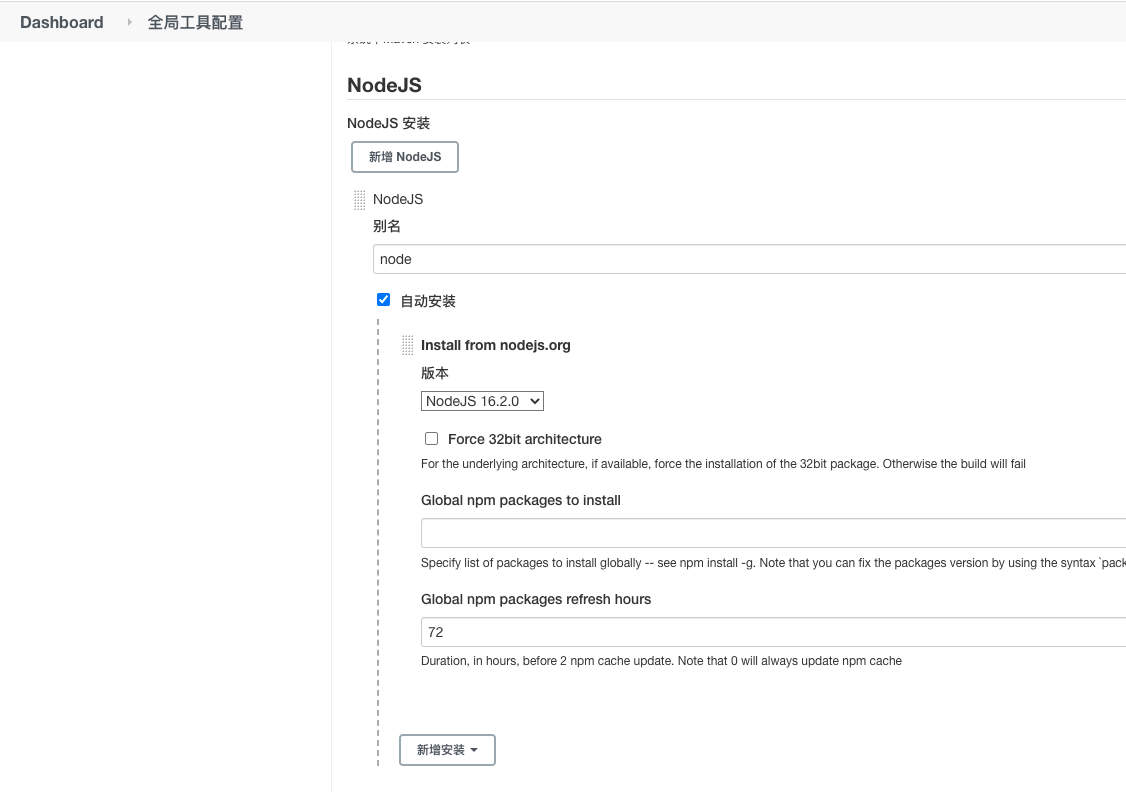 Dashboard 全局工具配置
NodeJS
NodeJS 安装
新增 NodeJS
NodeJS
别名
node
自动安装
Install from nodejs.org
版本
NodeJS 16.2.0
Force 32bit architecture
For the underlying architecture, if available, force the installation of the 32bit package. Otherwise the build will fail
Global npm packages to install
Specify list of packages to install globally -- see npm install -g. Note that you can fix the packages version by using the syntax `pack
Global npm packages refresh hours
72
Duration, in hours, before 2 npm cache update. Note that 0 will always update npm cache
新增安装